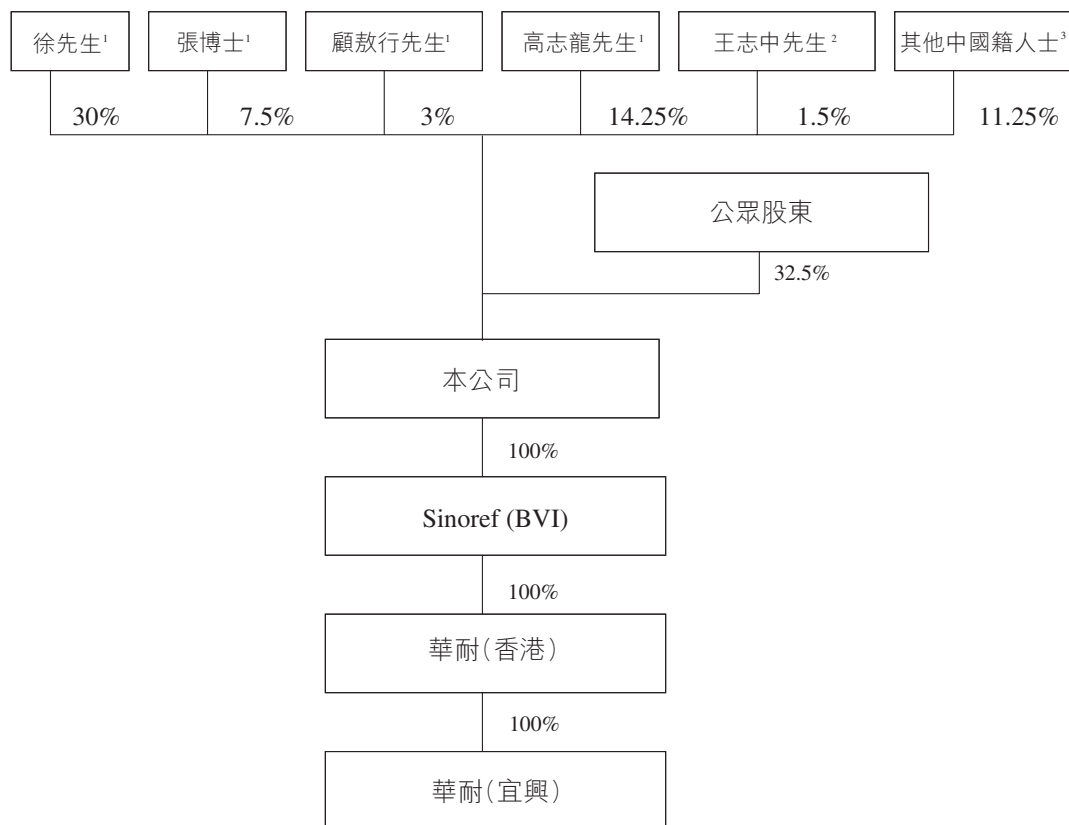 徐先生¹
張博士¹
顧敖行先生¹
高志龍先生¹
王志中先生²
其他中國籍人士³
30%
7.5%
3%
14.25%
1.5%
11.25%
公眾股東
32.5%
本公司
100%
Sinoref (BVI)
100%
華耐(香港)
100%
華耐(宜興)